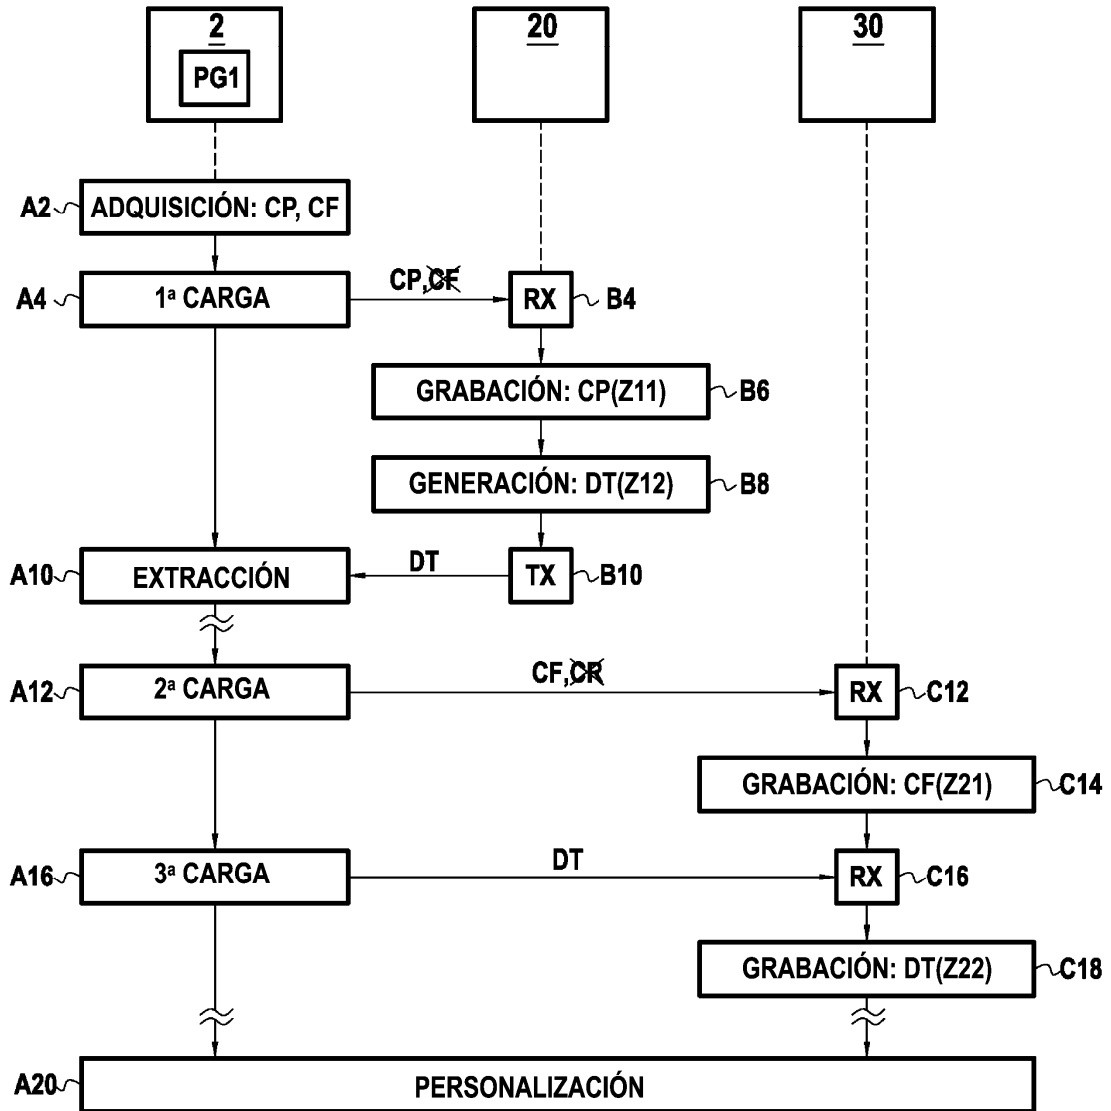 2
20
30
PG1
A2
ADQUISICIÓN: CP, CF
A4
1ª CARGA
CP,CF
RX
B4
GRABACIÓN: CP(Z11)
B6
GENERACIÓN: DT(Z12)
B8
A10
EXTRACCIÓN
DT
TX
B10
A12
2ª CARGA
CF,CP
RX
C12
GRABACIÓN: CF(Z21)
C14
A16
3ª CARGA
DT
RX
C16
GRABACIÓN: DT(Z22)
C18
A20
PERSONALIZACIÓN